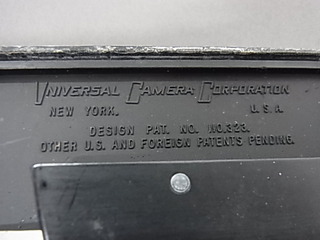 UNIVERSAL CAMERA CORPORATION
NEW YORK. U.S.A.
DESIGN PAT. NO. 110,323.
OTHER U.S. AND FOREIGN PATENTS PENDING.